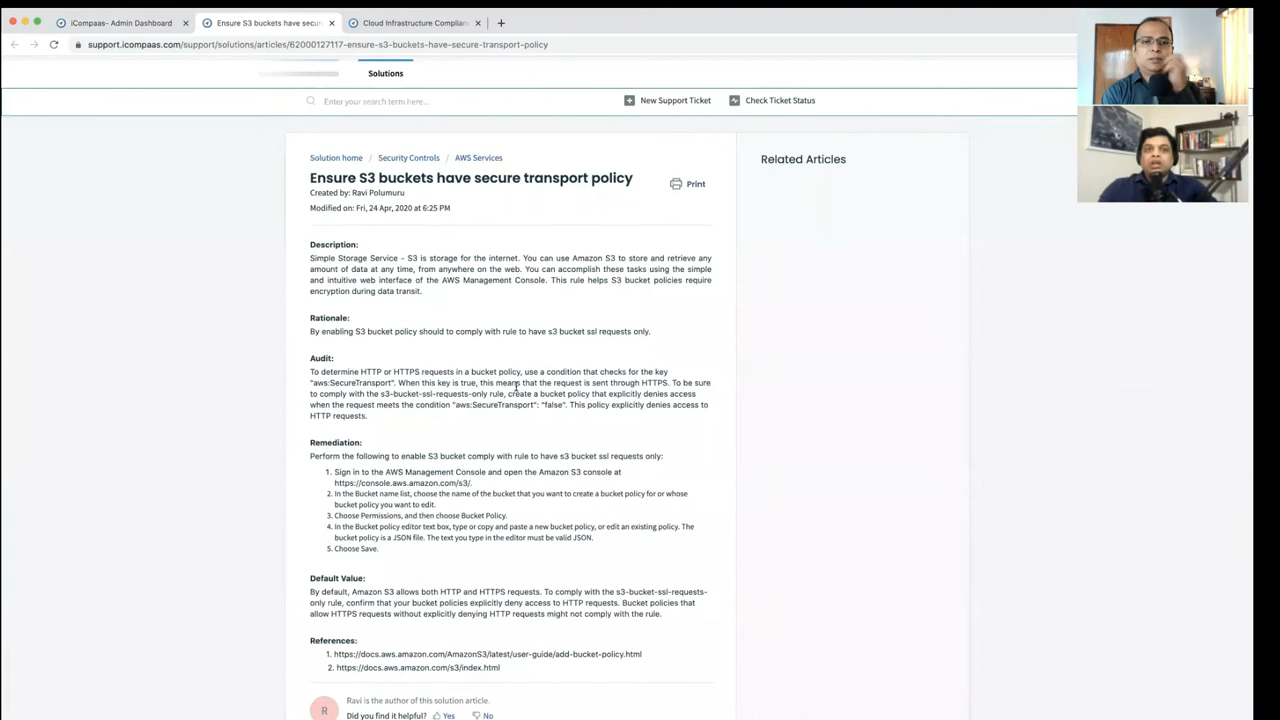 iCompaas- Admin Dashboard
Ensure S3 buckets have secur
Cloud Infrastructure Complian
support.icompaas.com/support/solutions/articles/62000127117-ensure-s3-buckets-have-secure-transport-policy
Solutions
Enter your search term here...
New Support Ticket
Check Ticket Status
Solution home / Security Controls / AWS Services
Ensure S3 buckets have secure transport policy
Print
Created by: Ravi Polumuru
Modified on: Fri, 24 Apr, 2020 at 6:25 PM
Related Articles
Description:
Simple Storage Service - S3 is storage for the internet. You can use Amazon S3 to store and retrieve any
amount of data at any time, from anywhere on the web. You can accomplish these tasks using the simple
and intuitive web interface of the AWS Management Console. This rule helps S3 bucket policies require
encryption during data transit.
Rationale:
By enabling S3 bucket policy should to comply with rule to have s3 bucket ssl requests only.
Audit:
To determine HTTP or HTTPS requests in a bucket policy, use a condition that checks for the key
"aws:SecureTransport". When this key is true, this means that the request is sent through HTTPS. To be sure
to comply with the s3-bucket-ssl-requests-only rule, create a bucket policy that explicitly denies access
when the request meets the condition "aws:SecureTransport": "false". This policy explicitly denies access to
HTTP requests.
Remediation:
Perform the following to enable S3 bucket comply with rule to have s3 bucket ssl requests only:
1. Sign in to the AWS Management Console and open the Amazon S3 console at
https://console.aws.amazon.com/s3/.
2. In the Bucket name list, choose the name of the bucket that you want to create a bucket policy for or whose
bucket policy you want to edit.
3. Choose Permissions, and then choose Bucket Policy.
4. In the Bucket policy editor text box, type or copy and paste a new bucket policy, or edit an existing policy. The
bucket policy is a JSON file. The text you type in the editor must be valid JSON.
5. Choose Save.
Default Value:
By default, Amazon S3 allows both HTTP and HTTPS requests. To comply with the s3-bucket-ssl-requests-
only rule, confirm that your bucket policies explicitly deny access to HTTP requests. Bucket policies that
allow HTTPS requests without explicitly denying HTTP requests might not comply with the rule.
References:
1. https://docs.aws.amazon.com/AmazonS3/latest/user-guide/add-bucket-policy.html
2. https://docs.aws.amazon.com/s3/index.html
R
Ravi is the author of this solution article.
Did you find it helpful? Yes No